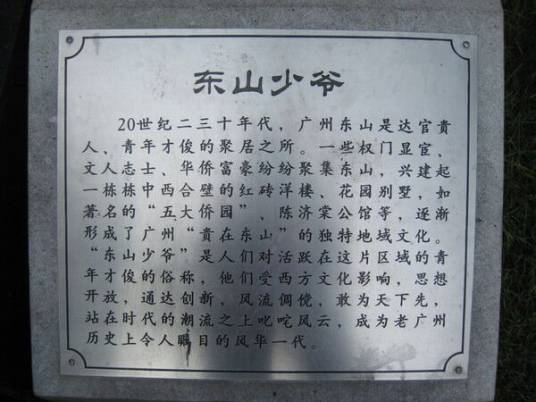 东山少爷
20世纪二三十年代，广州东山是达官貴
人、青年才俊的聚居之所。一些权门显宦、
文人志士、华侨富豪纷纷聚集东山，兴建起
一栋栋中西合璧的红砖洋楼、花园别墅，如
著名的“五大侨园”、陈济棠公馆等，逐渐
形成了广州“貴在东山”的独特地域文化。
“东山少爷”是人们对活跃在这片区域的青
年才俊的俗称，他们受西方文化影响，思想
开放，通达创新，风流倜傥，敢为天下先，
站在时代的潮流之上叱咤风云，成为老广州
历史上令人瞩目的风华一代。